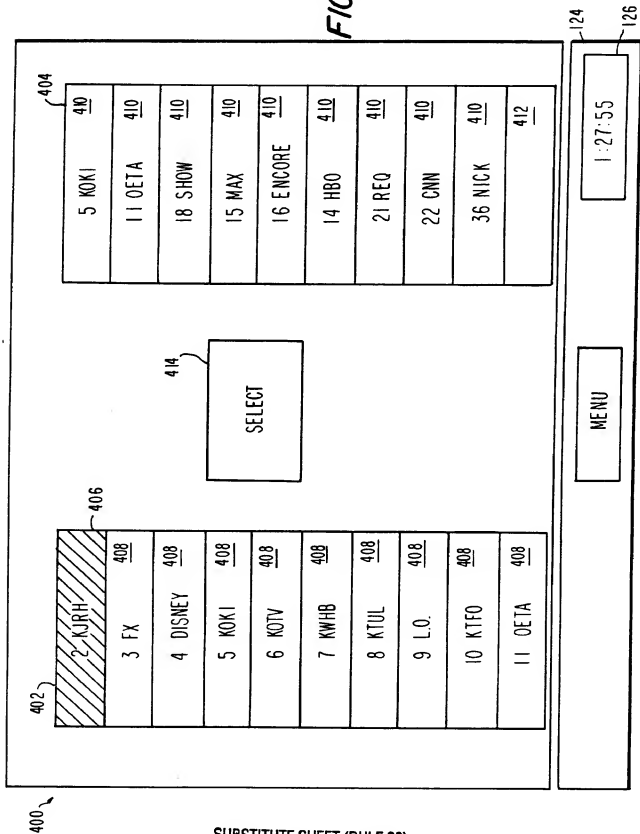 FIG
400
402
2 KJRH
406
3 FX 408
4 DISNEY 408
5 KOKI 408
6 KOTV 408
7 KWHB 408
8 KTUL 408
9 L.O. 408
10 KTFO 408
11 OETA 408
414
SELECT
404
5 KOKI 410
11 OETA 410
18 SHOW 410
15 MAX 410
16 ENCORE 410
14 HBO 410
21 REQ 410
22 CNN 410
36 NICK 410
412
MENU
1:27:55
124
126
SUBSTITUTE SHEET (RULE 26)